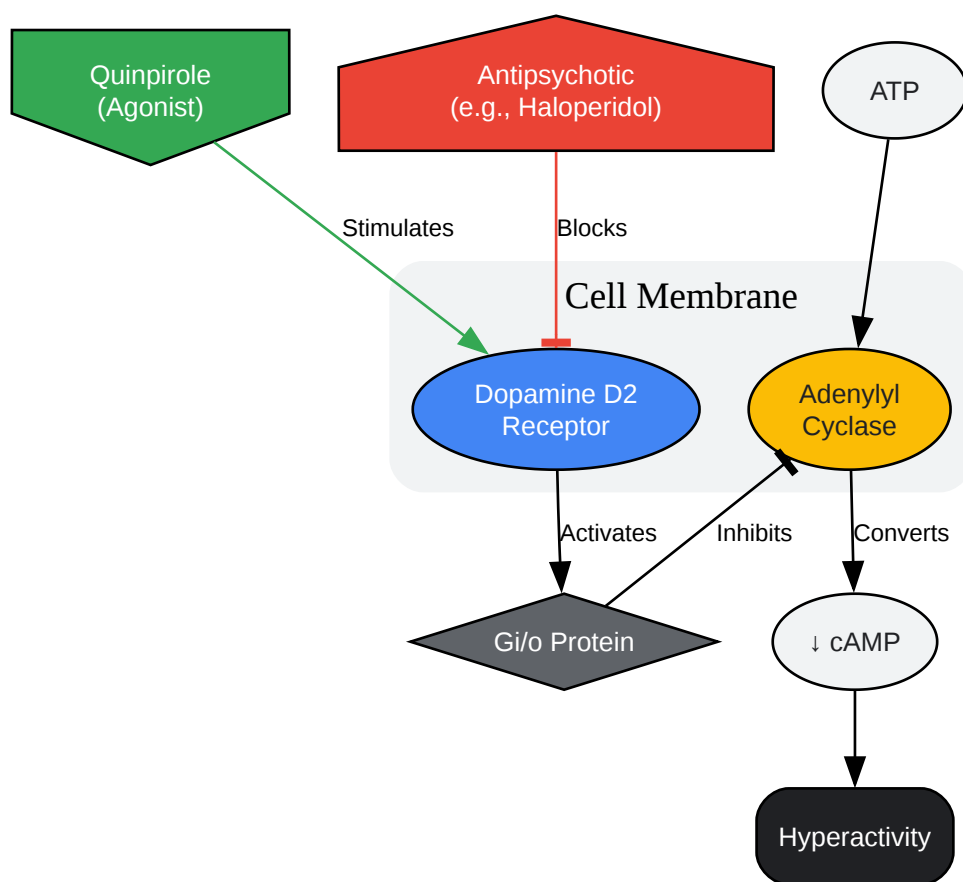 Quinpirole
(Agonist)
Antipsychotic
(e.g., Haloperidol)
ATP
Stimulates
Blocks
Cell Membrane
Dopamine D2
Receptor
Adenylyl
Cyclase
Activates
Inhibits
Converts
Gi/o Protein
↓ cAMP
Hyperactivity